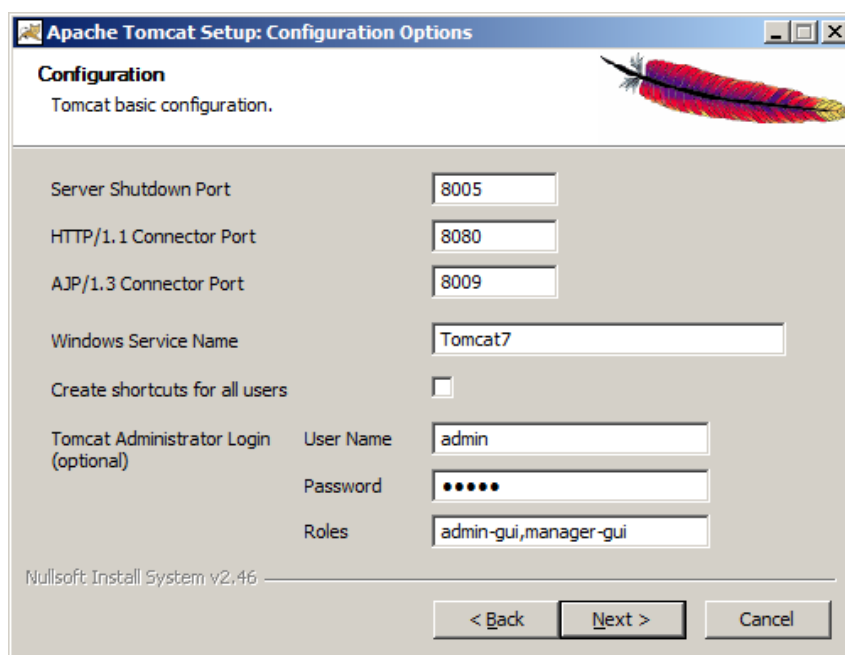 Apache Tomcat Setup: Configuration Options
Configuration
Tomcat basic configuration.
Server Shutdown Port 8005
HTTP/1.1 Connector Port 8080
AJP/1.3 Connector Port 8009
Windows Service Name Tomcat7
Create shortcuts for all users
Tomcat Administrator Login User Name admin
(optional)
Password •••••
Roles admin-gui,manager-gui
Nullsoft Install System v2.46
< Back Next > Cancel